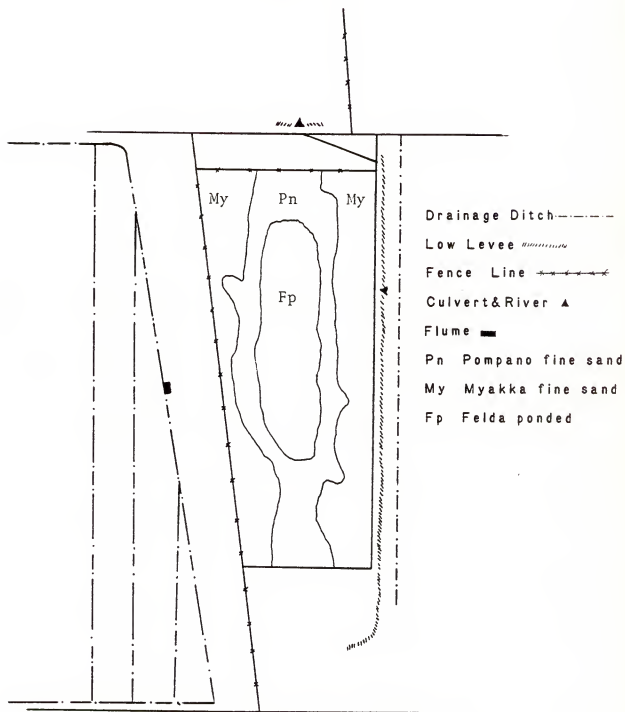 My
Pn
My
Fp
Drainage Ditch
Low Levee
Fence Line
Culvert&River
Flume
Pn Pompano fine sand
My Myakka fine sand
Fp Felda ponded